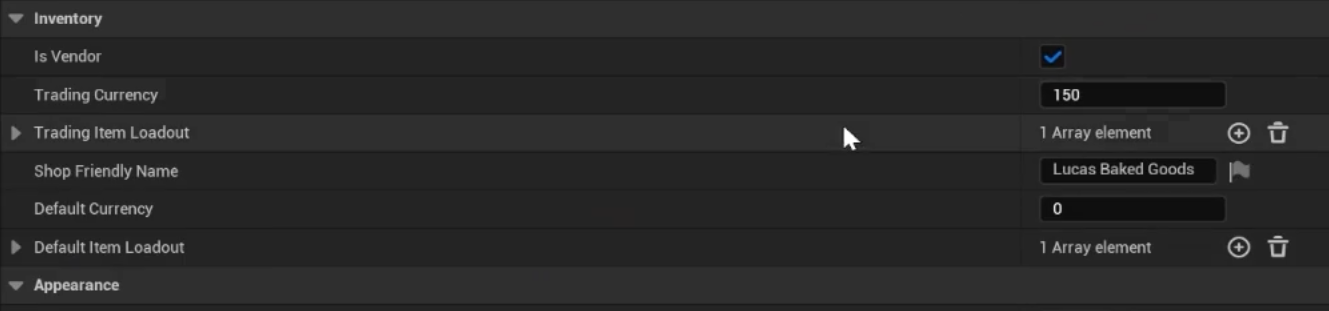 Inventory
Is Vendor
Trading Currency 150
Trading Item Loadout 1 Array element
Shop Friendly Name Lucas Baked Goods
Default Currency 0
Default Item Loadout 1 Array element
Appearance